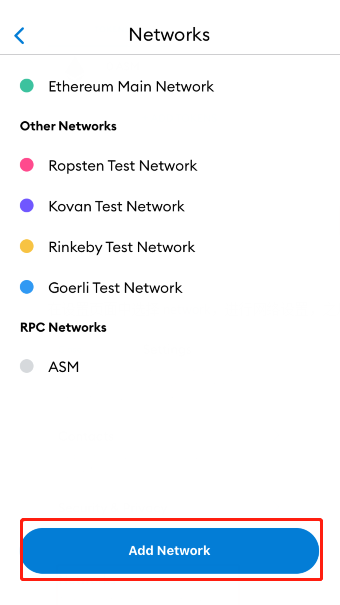 Networks
Ethereum Main Network
Other Networks
Ropsten Test Network
Kovan Test Network
Rinkeby Test Network
Goerli Test Network
RPC Networks
ASM
Add Network